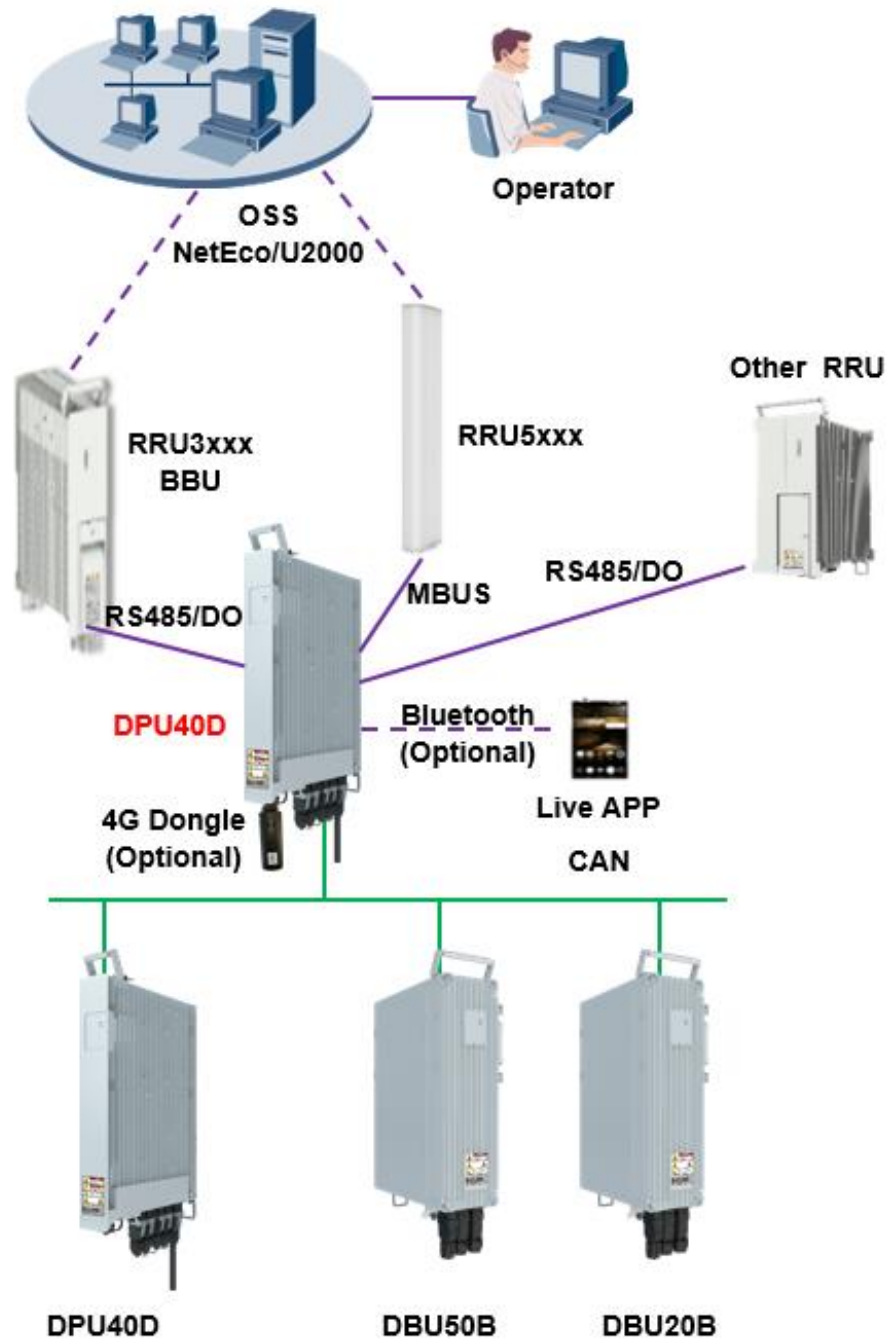 Operator
OSS
NetEco/U2000
Other RRU
RRU3xxx
BBU
RRU5xxx
RS485/DO
MBUS
RS485/DO
DPU40D
Bluetooth
(Optional)
4G Dongle
(Optional)
Live APP
CAN
DPU40D
DBU50B
DBU20B